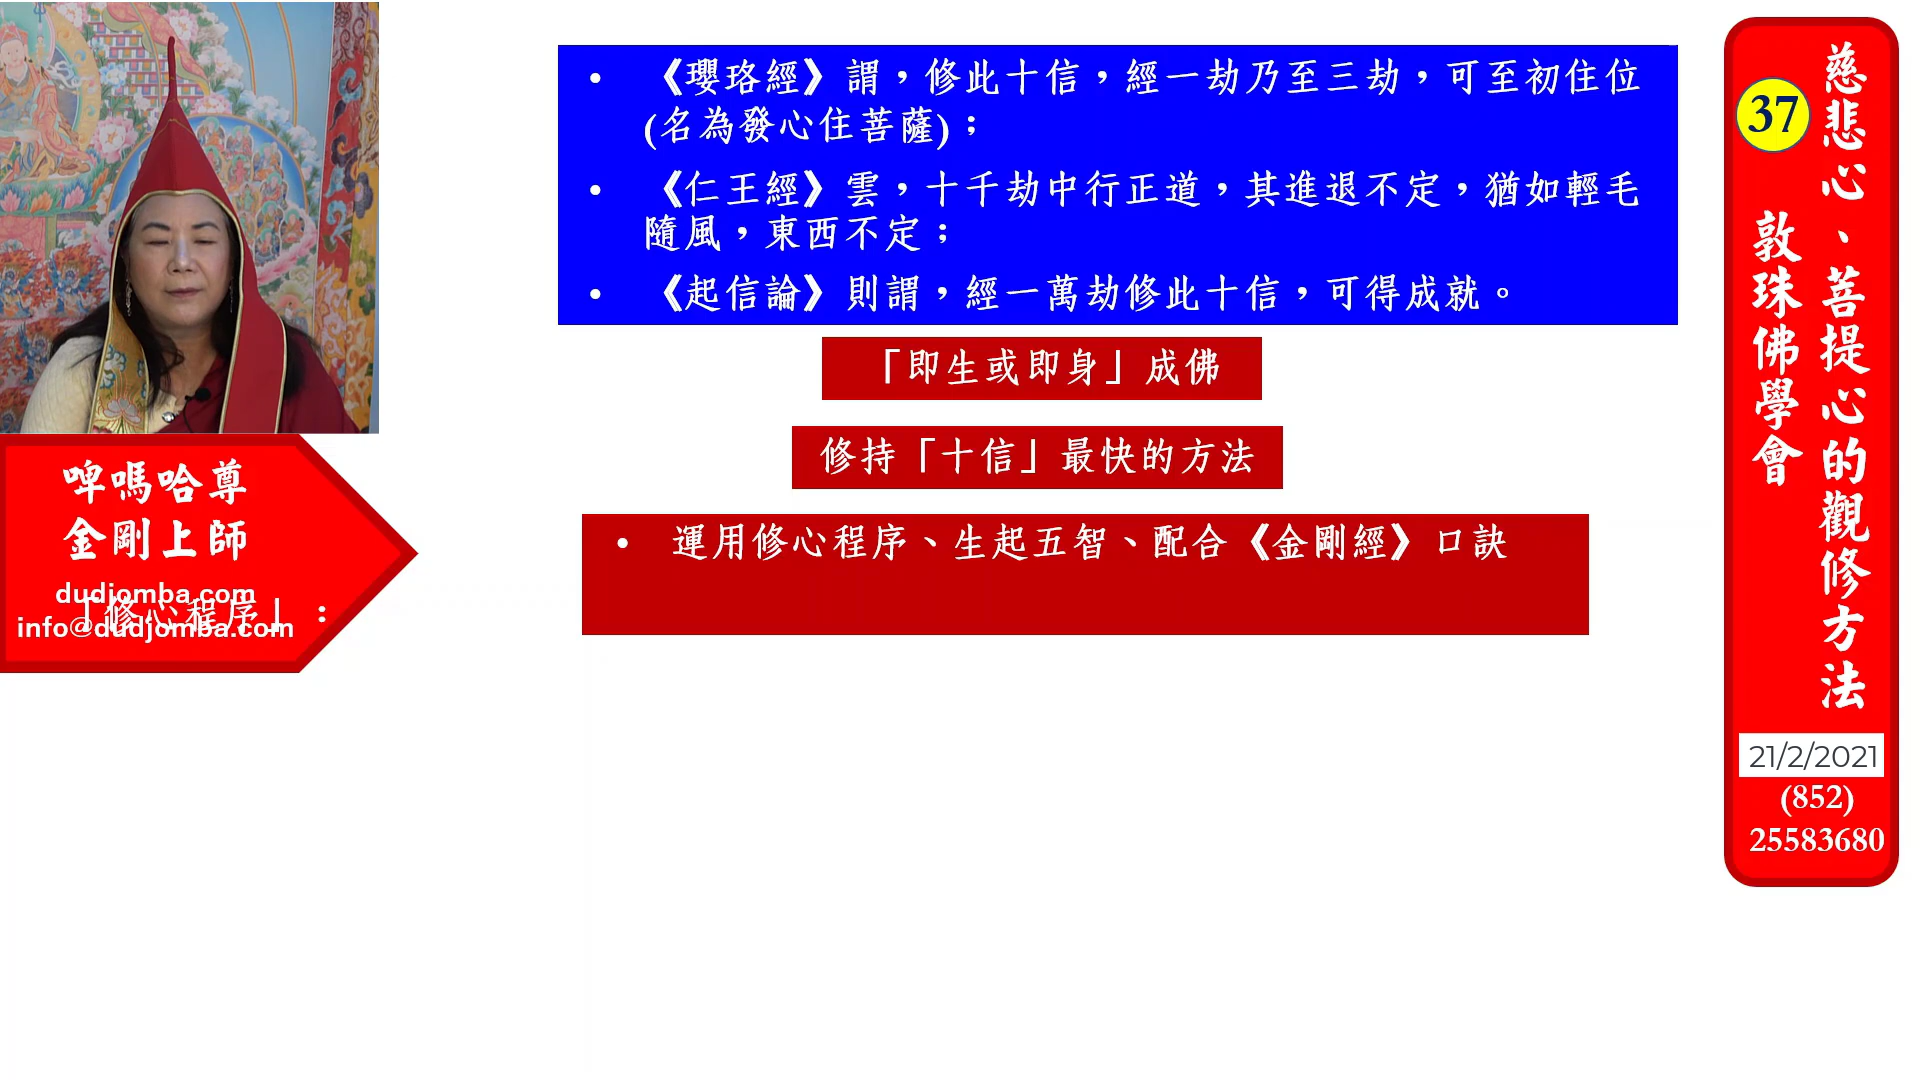 • 《瓔珞經》謂，修此十信，經一劫乃至三劫，可至初住位
(名為發心住菩薩)；
• 《仁王經》雲，十千劫中行正道，其進退不定，猶如輕毛
隨風，東西不定；
• 《起信論》則謂，經一萬劫修此十信，可得成就。
「即生或即身」成佛
修持「十信」最快的方法
• 運用修心程序、生起五智、配合《金剛經》口訣
啤嗎哈尊
金剛上師
dudjomba.com
「修心程序」：
info@dudjomba.com
37
慈悲心、菩提心的觀修方法
敦珠佛學會
21/2/2021
(852)
25583680